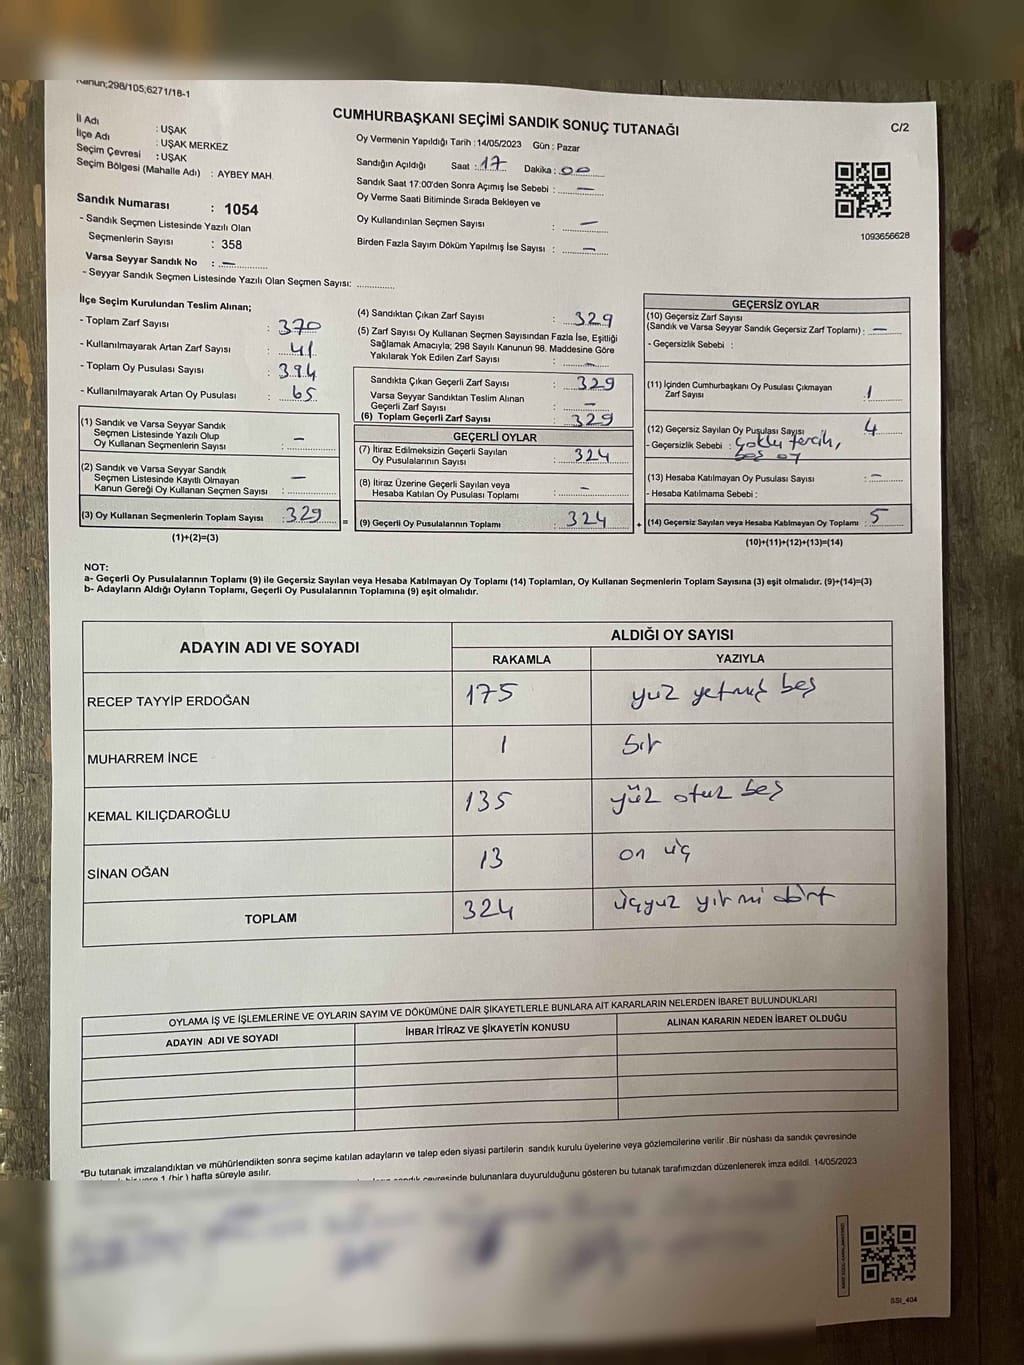 Kanun;298/105;6271/18-1
CUMHURBAŞKANI SEÇİMİ SANDIK SONUÇ TUTANAĞI
C/2
İl Adı : UŞAK
İlçe Adı : UŞAK MERKEZ
Seçim Çevresi : UŞAK
Seçim Bölgesi (Mahalle Adı) : AYBEY MAH.
Sandık Numarası : 1054
- Sandık Seçmen Listesinde Yazılı Olan
Seçmenlerin Sayısı : 358
Varsa Seyyar Sandık No : —
- Seyyar Sandık Seçmen Listesinde Yazılı Olan Seçmen Sayısı: ..............
Oy Vermenin Yapıldığı Tarih : 14/05/2023 Gün : Pazar
Sandığın Açıldığı Saat : 17 Dakika : 00
Sandık Saat 17:00'den Sonra Açımış İse Sebebi : —
Oy Verme Saati Bitiminde Sırada Bekleyen ve
Oy Kullandırılan Seçmen Sayısı : —
Birden Fazla Sayım Döküm Yapılmış İse Sayısı : —
1093656628
İlçe Seçim Kurulundan Teslim Alınan;
- Toplam Zarf Sayısı : 370
- Kullanılmayarak Artan Zarf Sayısı : 41
- Toplam Oy Pusulası Sayısı : 394
- Kullanılmayarak Artan Oy Pusulası : 65
(1) Sandık ve Varsa Seyyar Sandık
Seçmen Listesinde Yazılı Olup
Oy Kullanan Seçmenlerin Sayısı : —
(2) Sandık ve Varsa Seyyar Sandık
Seçmen Listesinde Kayıtlı Olmayan
Kanun Gereği Oy Kullanan Seçmen Sayısı : —
(3) Oy Kullanan Seçmenlerin Toplam Sayısı : 329
(1)+(2)=(3)
=
(4) Sandıktan Çıkan Zarf Sayısı : 329
(5) Zarf Sayısı Oy Kullanan Seçmen Sayısından Fazla İse, Eşitliği
Sağlamak Amacıyla; 298 Sayılı Kanunun 98. Maddesine Göre
Yakılarak Yok Edilen Zarf Sayısı : —
Sandıkta Çıkan Geçerli Zarf Sayısı : 329
Varsa Seyyar Sandıktan Teslim Alınan
Geçerli Zarf Sayısı : —
(6) Toplam Geçerli Zarf Sayısı : 329
GEÇERLİ OYLAR
(7) İtiraz Edilmeksizin Geçerli Sayılan
Oy Pusulalarının Sayısı : 324
(8) İtiraz Üzerine Geçerli Sayılan veya
Hesaba Katılan Oy Pusulası Toplamı : —
(9) Geçerli Oy Pusulalarının Toplamı : 324
+
GEÇERSİZ OYLAR
(10) Geçersiz Zarf Sayısı
(Sandık ve Varsa Seyyar Sandık Geçersiz Zarf Toplamı) : —
- Geçersizlik Sebebi :
(11) İçinden Cumhurbaşkanı Oy Pusulası Çıkmayan
Zarf Sayısı : 1
(12) Geçersiz Sayılan Oy Pusulası Sayısı : 4
- Geçersizlik Sebebi : Çoklu tercih,
boş oy
(13) Hesaba Katılmayan Oy Pusulası Sayısı : —
- Hesaba Katılmama Sebebi :
(14) Geçersiz Sayılan veya Hesaba Katılmayan Oy Toplamı : 5
(10)+(11)+(12)+(13)=(14)
NOT:
a- Geçerli Oy Pusulalarının Toplamı (9) ile Geçersiz Sayılan veya Hesaba Katılmayan Oy Toplamı (14) Toplamları, Oy Kullanan Seçmenlerin Toplam Sayısına (3) eşit olmalıdır. (9)+(14)=(3)
b- Adayların Aldığı Oyların Toplamı, Geçerli Oy Pusulalarının Toplamına (9) eşit olmalıdır.
ADAYIN ADI VE SOYADI
ALDIĞI OY SAYISI
RAKAMLA YAZIYLA
RECEP TAYYİP ERDOĞAN 175 yüz yetmiş beş
MUHARREM İNCE 1 bir
KEMAL KILIÇDAROĞLU 135 yüz otuz beş
SİNAN OĞAN 13 on üç
TOPLAM 324 üçyüz yirmi dört
OYLAMA İŞ VE İŞLEMLERİNE VE OYLARIN SAYIM VE DÖKÜMÜNE DAİR ŞİKAYETLERLE BUNLARA AİT KARARLARIN NELERDEN İBARET BULUNDUKLARI
ADAYIN ADI VE SOYADI İHBAR İTİRAZ VE ŞİKAYETİN KONUSU ALINAN KARARIN NEDEN İBARET OLDUĞU
*Bu tutanak imzalandıktan ve mühürlendikten sonra seçime katılan adayların ve talep eden siyasi partilerin sandık kurulu üyelerine veya gözlemcilerine verilir .Bir nüshası da sandık çevresinde
1 (bir ) hafta süreyle asılır.
sandık çevresinde bulunanlara duyurulduğunu gösteren bu tutanak tarafımızdan düzenlenerek imza edildi. 14/05/2023
SSI_404